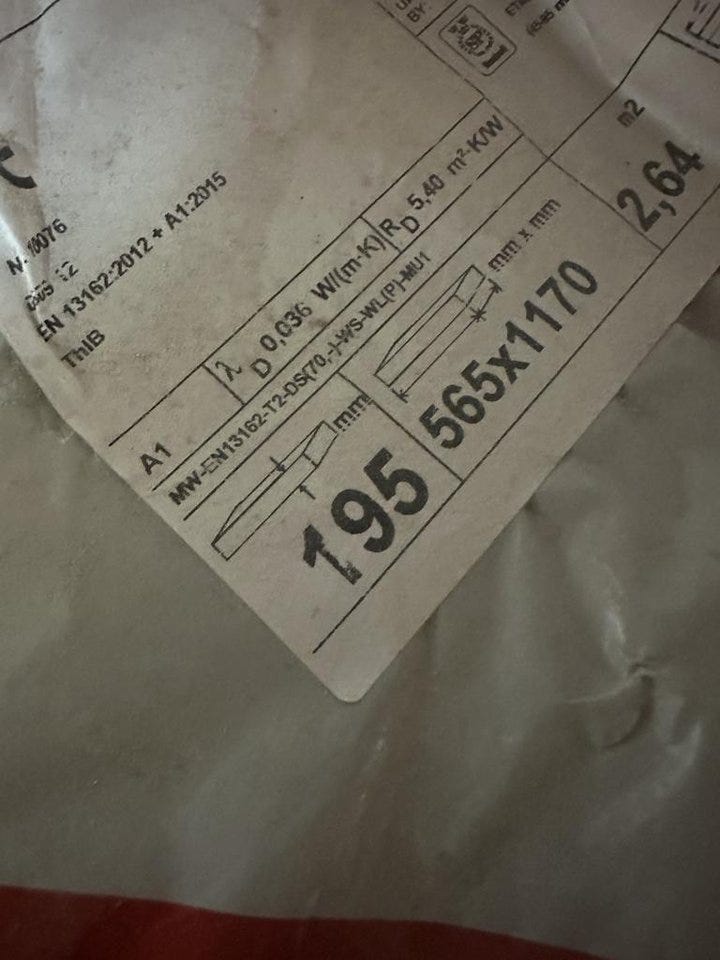 m2
2,64
EN 13162:2012 + A1:2015
ThIB
λD 0,036 W/(m·K)
RD 5,40 m²·K/W
A1
MW-EN13162-T2-DS(70,-)-WS-WL(P)-MU1
mm
195
mm x mm
565x1170